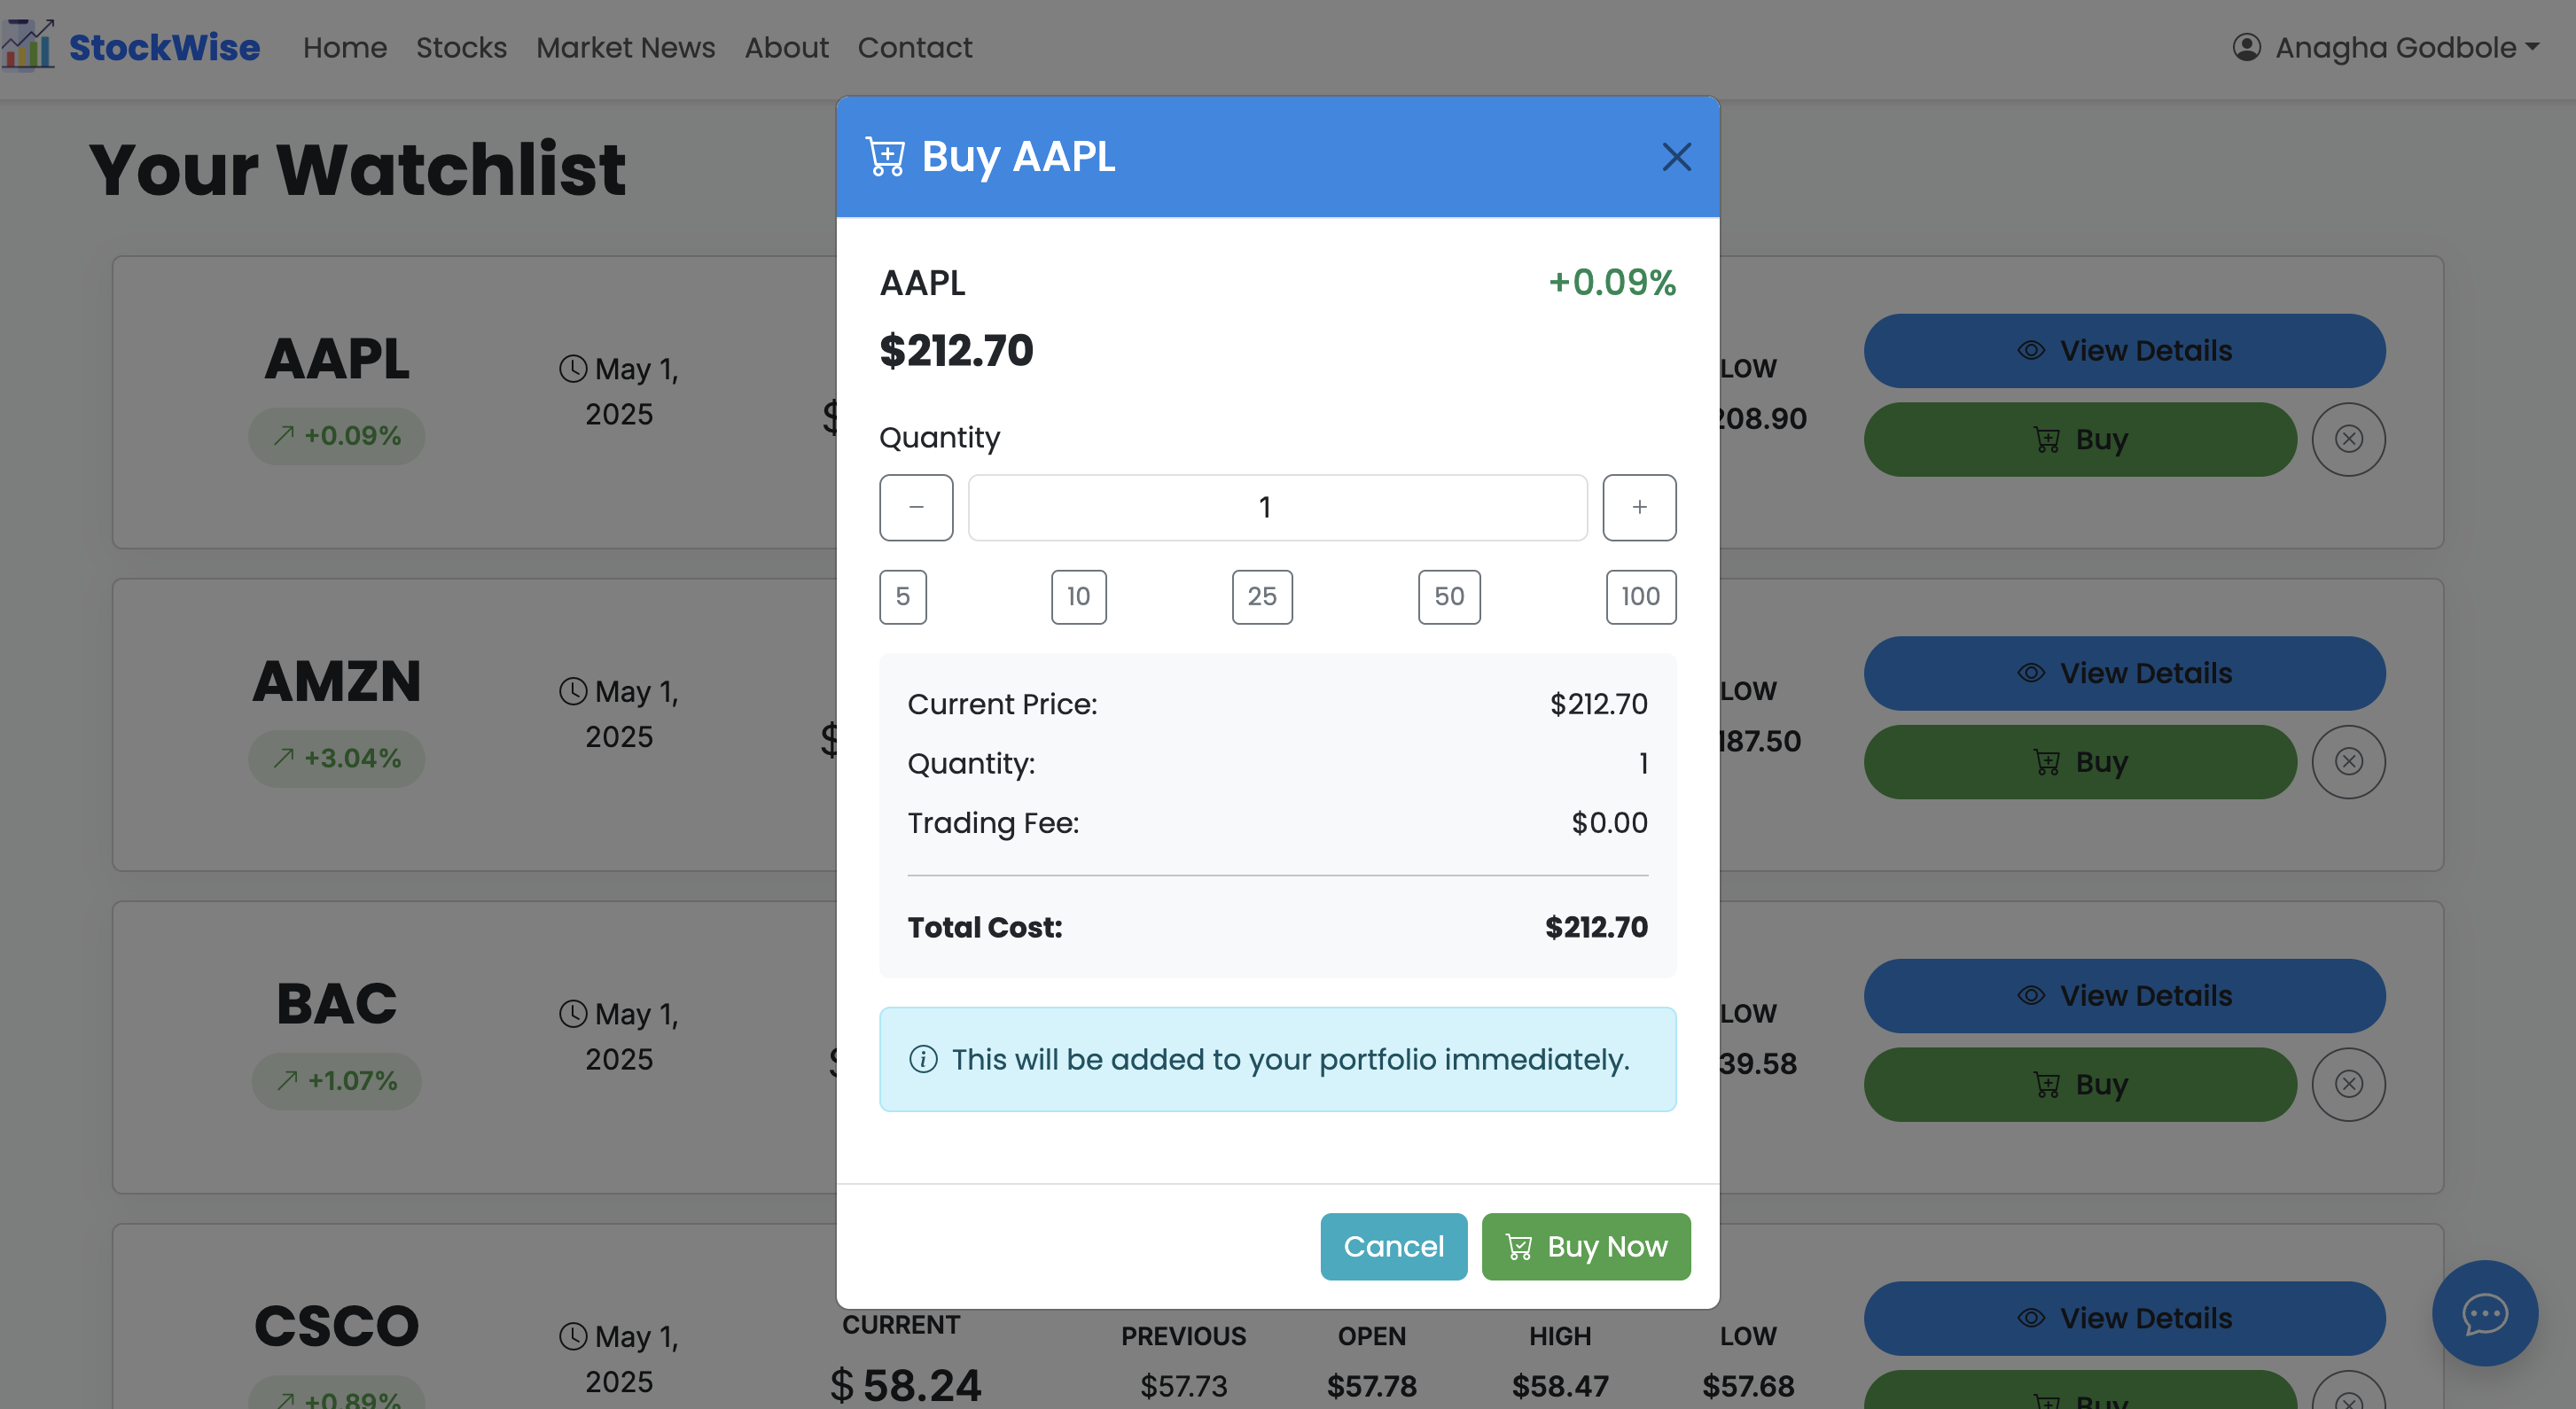 StockWise Home Stocks Market News About Contact Anagha Godbole
Your Watchlist
Buy AAPL
AAPL +0.09%
$212.70
Quantity
1
5 10 25 50 100
Current Price: $212.70
Quantity: 1
Trading Fee: $0.00
Total Cost: $212.70
This will be added to your portfolio immediately.
Cancel Buy Now
AAPL
+0.09%
May 1,
2025
$
LOW
208.90
View Details
Buy
AMZN
+3.04%
May 1,
2025
$
LOW
187.50
View Details
Buy
BAC
+1.07%
May 1,
2025
$
LOW
39.58
View Details
Buy
CSCO
+0.89%
May 1,
2025
CURRENT
$58.24
PREVIOUS
$57.73
OPEN
$57.78
HIGH
$58.47
LOW
$57.68
View Details
Buy